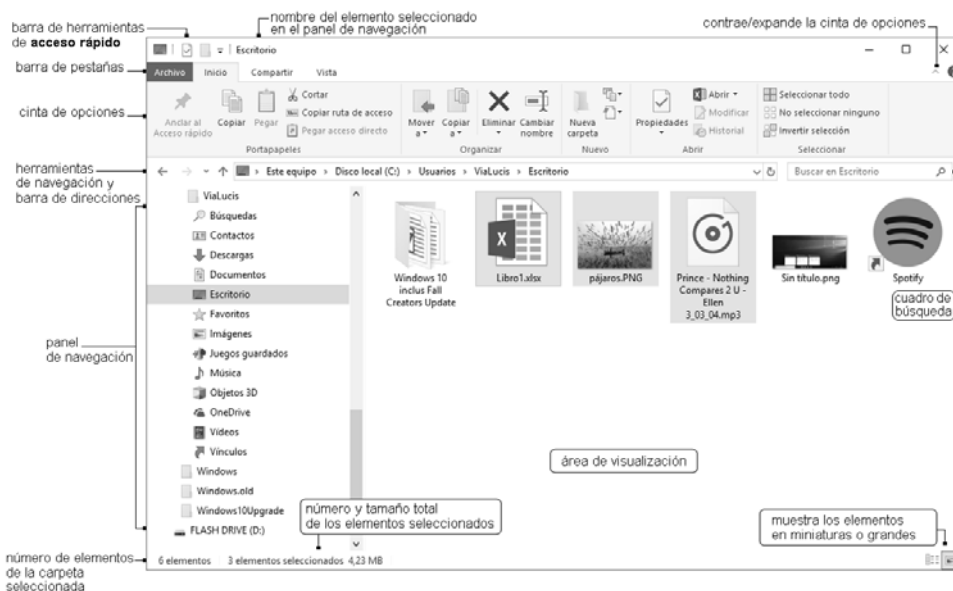 nombre del elemento seleccionado
en el panel de navegación
contrae/expande la cinta de opciones
barra de herramientas
de acceso rápido
Escritorio
barra de pestañas
Archivo Inicio Compartir Vista
cinta de opciones
Anclar al
Acceso rápido
Copiar
Pegar
Cortar
Copiar ruta de acceso
Pegar acceso directo
Portapapeles
Mover
a
Copiar
a
Eliminar
Cambiar
nombre
Organizar
Nueva
carpeta
Nuevo
Propiedades
Abrir
Modificar
Historial
Abrir
Seleccionar todo
No seleccionar ninguno
Invertir selección
Seleccionar
herramientas
de navegación y
barra de direcciones
Este equipo > Disco local (C:) > Usuarios > ViaLucis > Escritorio
Buscar en Escritorio
panel
de navegación
ViaLucis
Búsquedas
Contactos
Descargas
Documentos
Escritorio
Favoritos
Imágenes
Juegos guardados
Música
Objetos 3D
OneDrive
Vídeos
Vínculos
Windows
Windows.old
Windows10Upgrade
FLASH DRIVE (D:)
Windows 10
inclus Fall
Creators Update
Libro1.xlsx
pájaros.PNG
Prince - Nothing
Compares 2 U -
Ellen
3_03_04.mp3
Sin título.png
Spotify
cuadro de
búsqueda
área de visualización
número y tamaño total
de los elementos seleccionados
muestra los elementos
en miniaturas o grandes
número de elementos
de la carpeta
seleccionada
6 elementos 3 elementos seleccionados 4,23 MB